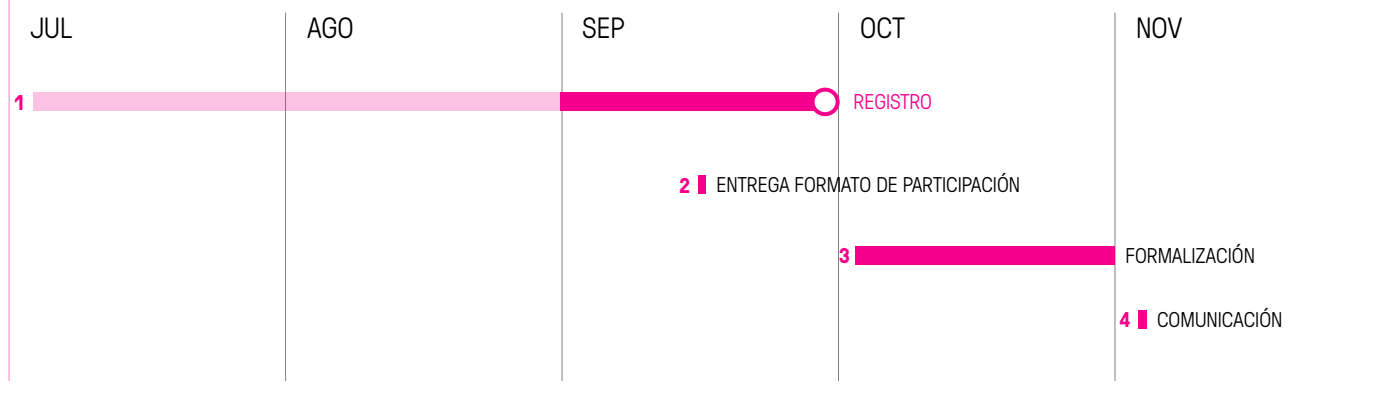 JUL AGO SEP OCT NOV
1 REGISTRO
2 ENTREGA FORMATO DE PARTICIPACIÓN
3 FORMALIZACIÓN
4 COMUNICACIÓN